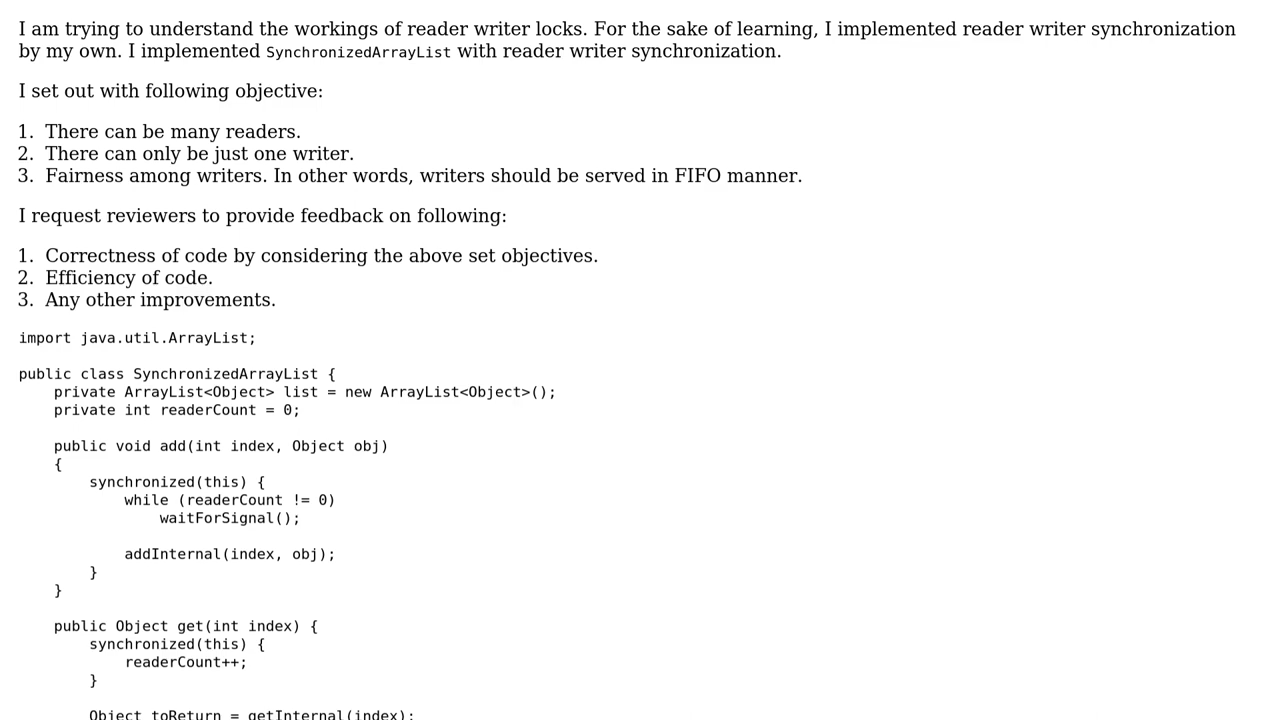 I am trying to understand the workings of reader writer locks. For the sake of learning, I implemented reader writer synchronization
by my own. I implemented SynchronizedArrayList with reader writer synchronization.
I set out with following objective:
1. There can be many readers.
2. There can only be just one writer.
3. Fairness among writers. In other words, writers should be served in FIFO manner.
I request reviewers to provide feedback on following:
1. Correctness of code by considering the above set objectives.
2. Efficiency of code.
3. Any other improvements.
import java.util.ArrayList;
public class SynchronizedArrayList {
    private ArrayList<Object> list = new ArrayList<Object>();
    private int readerCount = 0;
    public void add(int index, Object obj)
    {
        synchronized(this) {
            while (readerCount != 0)
                waitForSignal();
            addInternal(index, obj);
        }
    }
    public Object get(int index) {
        synchronized(this) {
            readerCount++;
        }
        Object toReturn = getInternal(index);